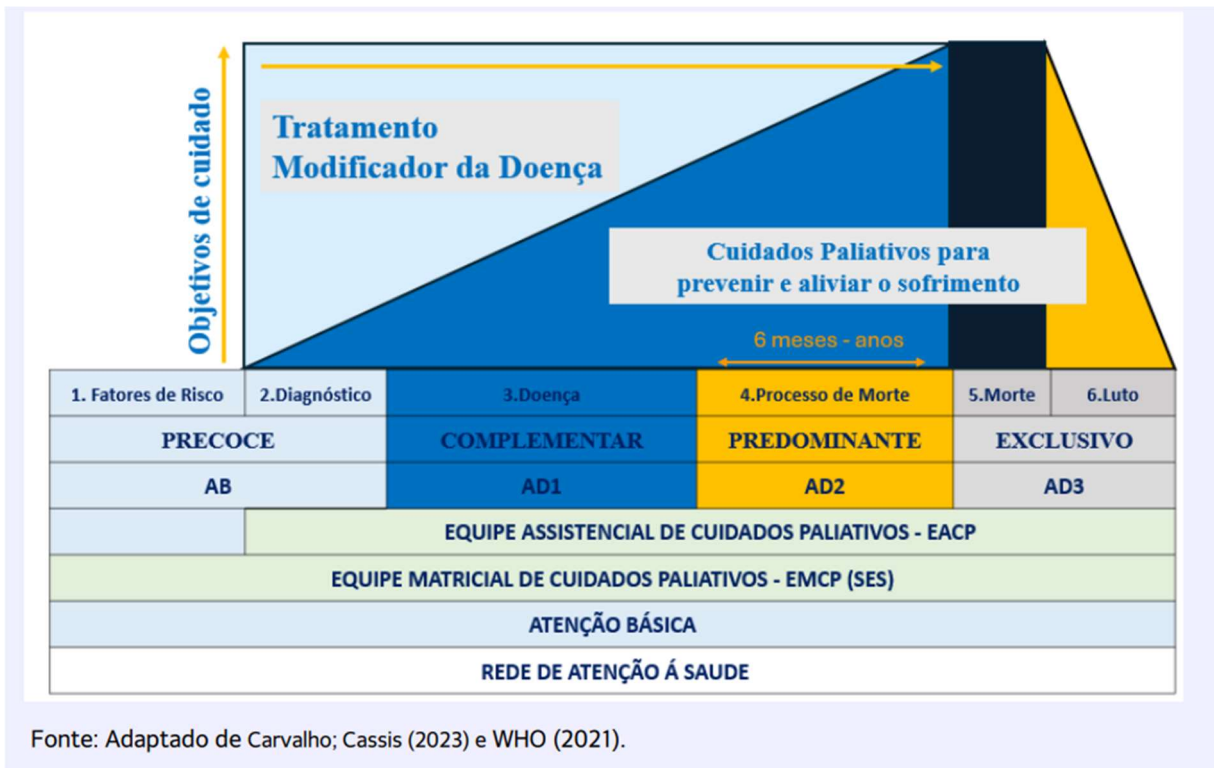 Objetivos de cuidado
Tratamento
Modificador da Doença
Cuidados Paliativos para
prevenir e aliviar o sofrimento
6 meses - anos
1. Fatores de Risco
2.Diagnóstico
3.Doença
4.Processo de Morte
5.Morte
6.Luto
PRECOCE
COMPLEMENTAR
PREDOMINANTE
EXCLUSIVO
AB
AD1
AD2
AD3
EQUIPE ASSISTENCIAL DE CUIDADOS PALIATIVOS - EACP
EQUIPE MATRICIAL DE CUIDADOS PALIATIVOS - EMCP (SES)
ATENÇÃO BÁSICA
REDE DE ATENÇÃO Á SAUDE
Fonte: Adaptado de Carvalho; Cassis (2023) e WHO (2021).